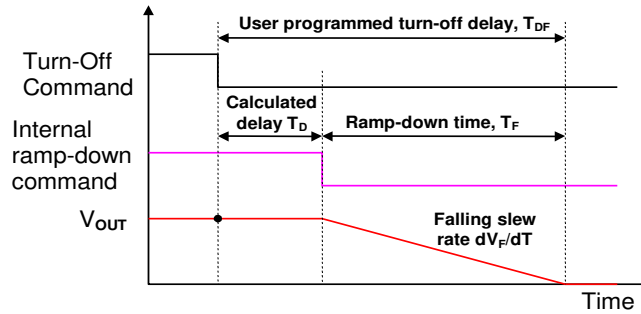 User programmed turn-off delay, TDF
Turn-Off
Command
Calculated
delay TD
Ramp-down time, TF
Internal
ramp-down
command
VOUT
Falling slew
rate dVF/dT
Time